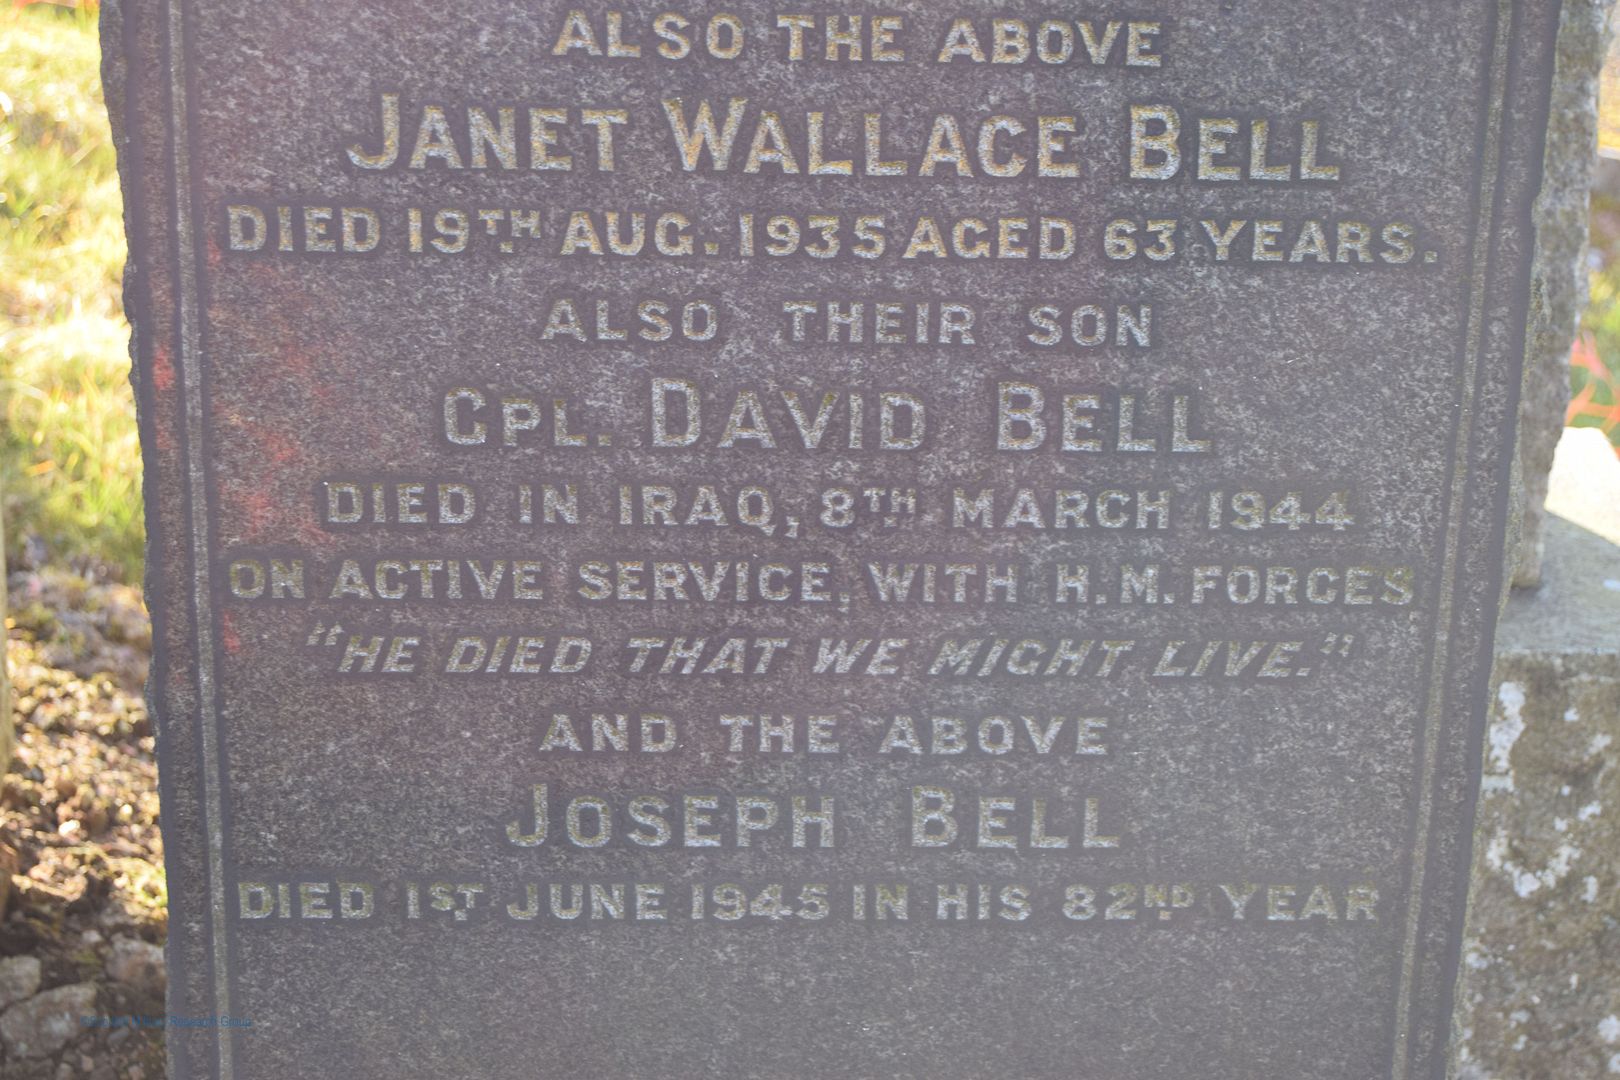 ALSO THE ABOVE
JANET WALLACE BELL
DIED 19TH AUG. 1935 AGED 63 YEARS.
ALSO THEIR SON
CPL. DAVID BELL
DIED IN IRAQ, 8TH MARCH 1944
ON ACTIVE SERVICE, WITH H.M. FORCES
"HE DIED THAT WE MIGHT LIVE."
AND THE ABOVE
JOSEPH BELL
DIED 1ST JUNE 1945 IN HIS 82ND YEAR
Research Group